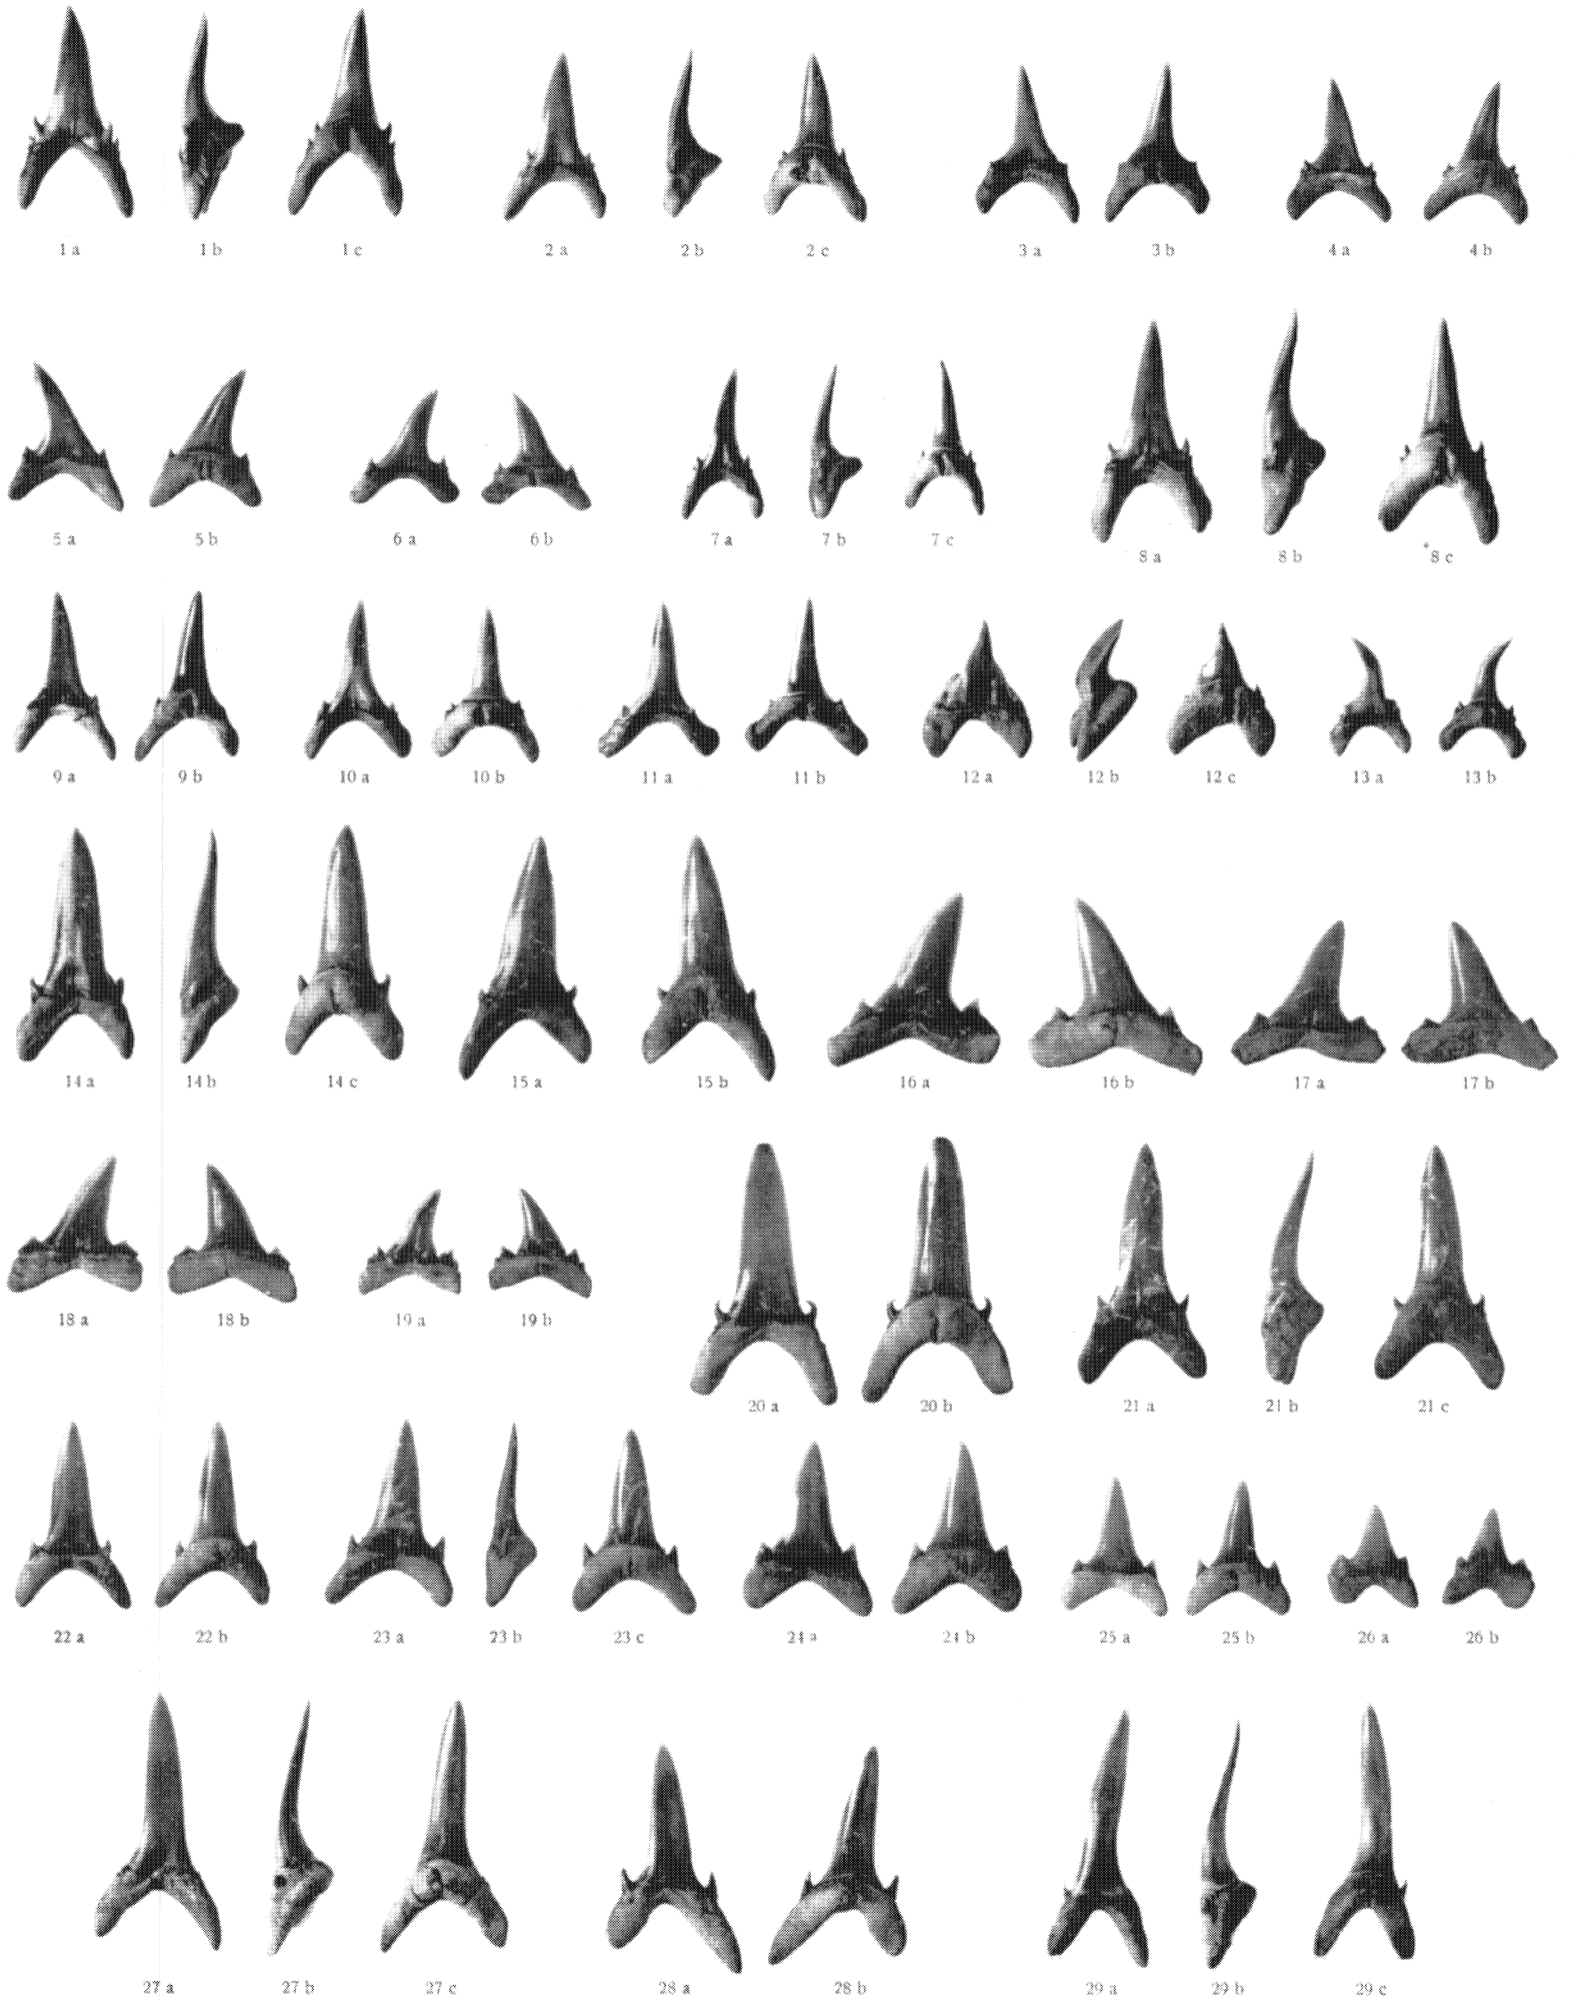 1 a 1 b 1 c 2 a 2 b 2 c 3 a 3 b 4 a 4 b
5 a 5 b 6 a 6 b 7 a 7 b 7 c 8 a 8 b 8 c
9 a 9 b 10 a 10 b 11 a 11 b 12 a 12 b 12 c 13 a 13 b
14 a 14 b 14 c 15 a 15 b 16 a 16 b 17 a 17 b
18 a 18 b 19 a 19 b
20 a 20 b 21 a 21 b 21 c
22 a 22 b 23 a 23 b 23 c 24 a 24 b 25 a 25 b 26 a 26 b
27 a 27 b 27 c 28 a 28 b 29 a 29 b 29 c